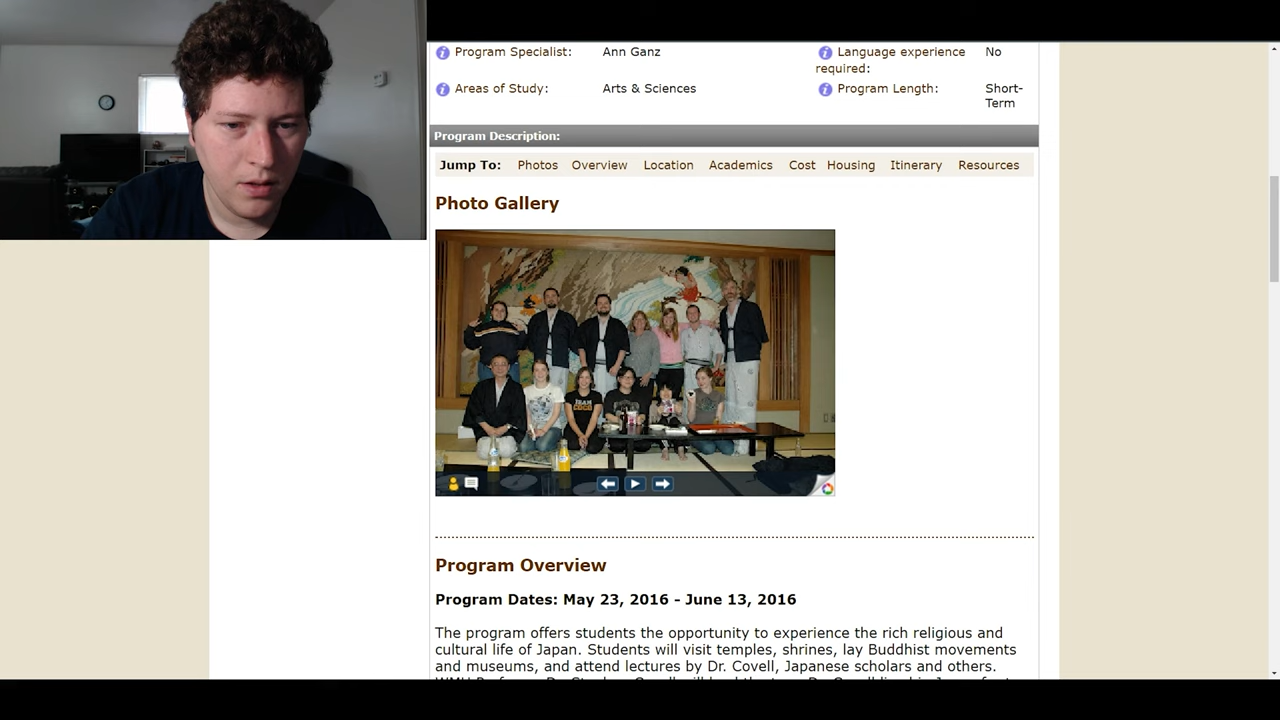 Program Specialist: Ann Ganz
Language experience required: No
Areas of Study: Arts & Sciences
Program Length: Short-Term
Program Description:
Jump To: Photos Overview Location Academics Cost Housing Itinerary Resources
Photo Gallery
Program Overview
Program Dates: May 23, 2016 - June 13, 2016
The program offers students the opportunity to experience the rich religious and
cultural life of Japan. Students will visit temples, shrines, lay Buddhist movements
and museums, and attend lectures by Dr. Covell, Japanese scholars and others.